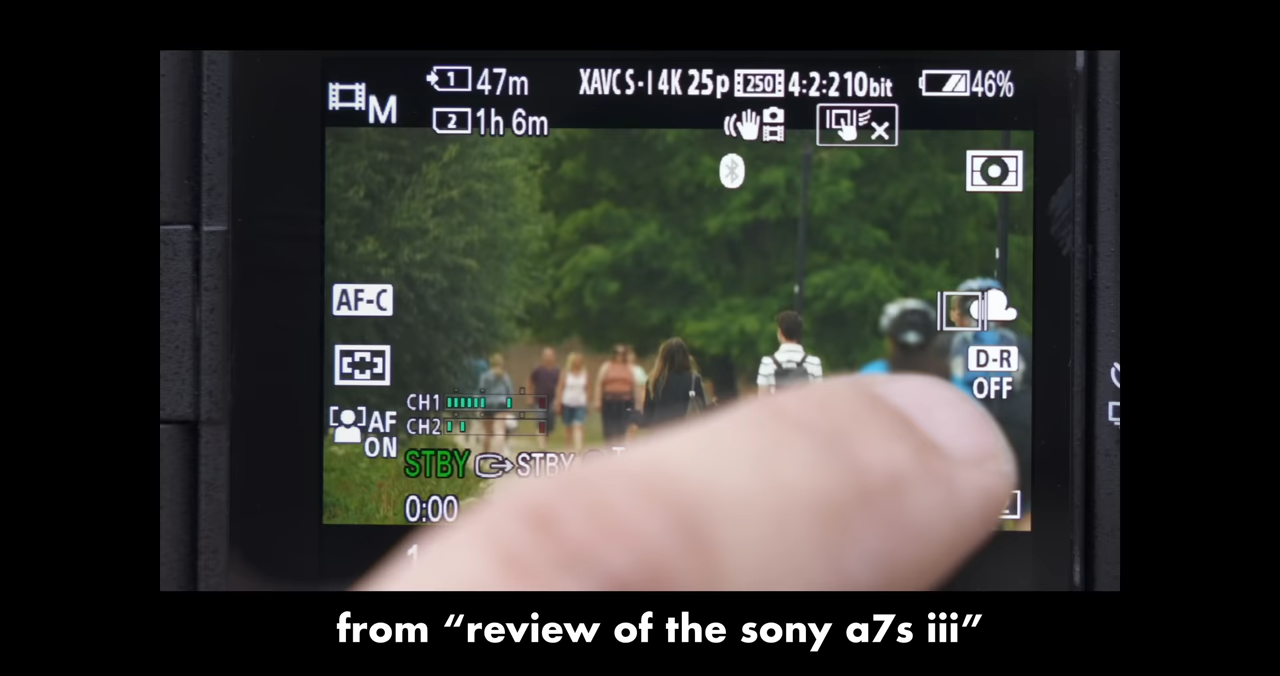 1 47m XAVC S-I 4K 25p 250 4:2:2 10bit 46%
M 2 1h 6m
AF-C
D-R
OFF
CH1
AF CH2
ON
STBY STBY
0:00
from “review of the sony a7s iii”